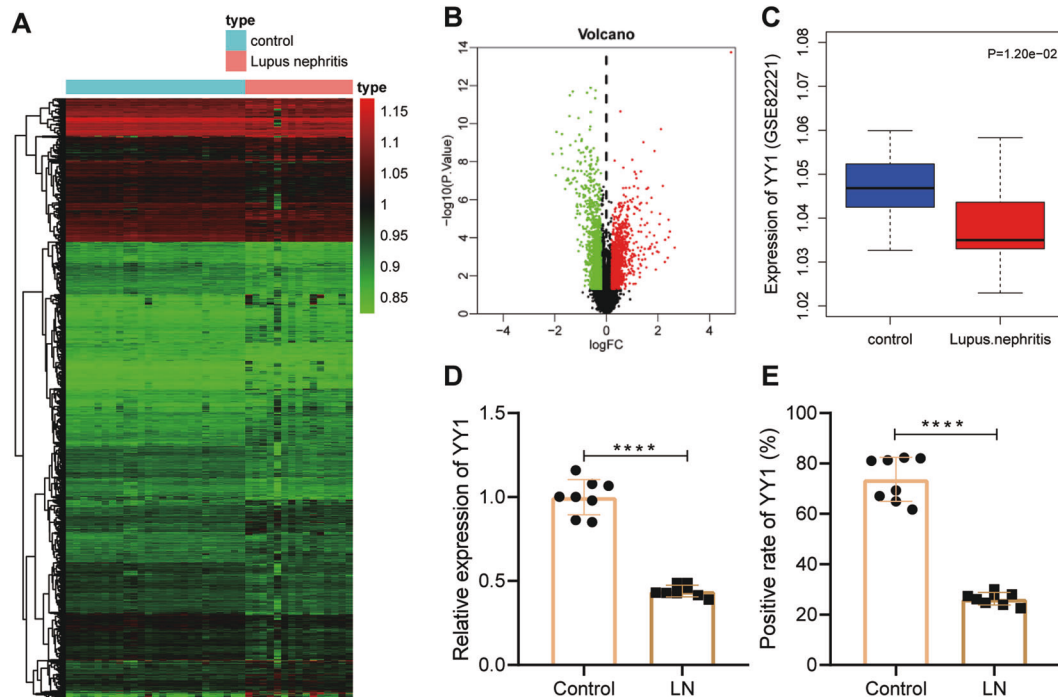 A
type
control
Lupus nephritis
type
1.15
1.1
1.05
1
0.95
0.9
0.85
B
Volcano
14
12
10
8
6
4
2
0
−log10(P.Value)
−4
−2
0
2
4
logFC
C
P=1.20e−02
1.08
1.07
1.06
1.05
1.04
1.03
1.02
Expression of YY1 (GSE82221)
control
Lupus.nephritis
D
1.5
1.0
0.5
0.0
Relative expression of YY1
****
Control
LN
E
100
80
60
40
20
0
Positive rate of YY1 (%)
****
Control
LN